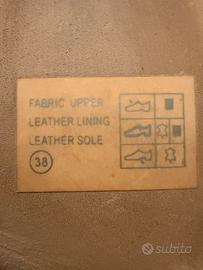 FABRIC UPPER
LEATHER LINING
LEATHER SOLE
38
subito